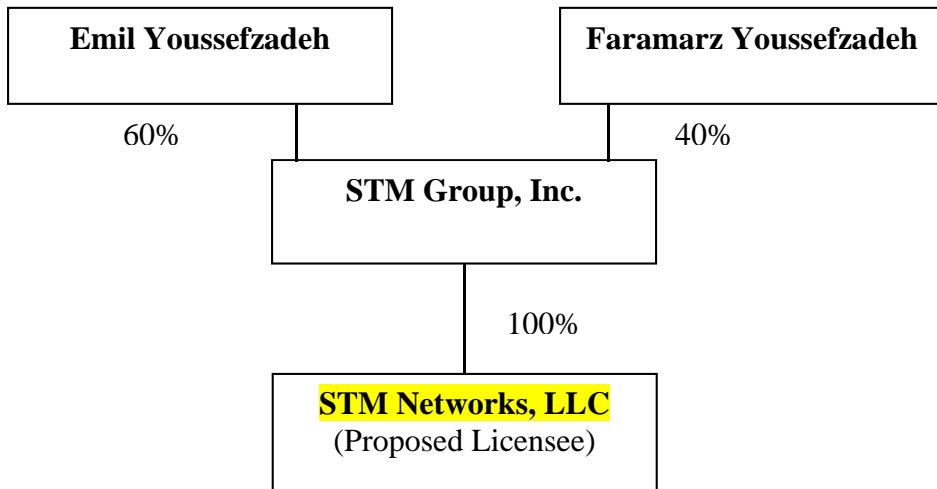 Emil Youssefzadeh
Faramarz Youssefzadeh
60%
40%
STM Group, Inc.
100%
STM Networks, LLC
(Proposed Licensee)